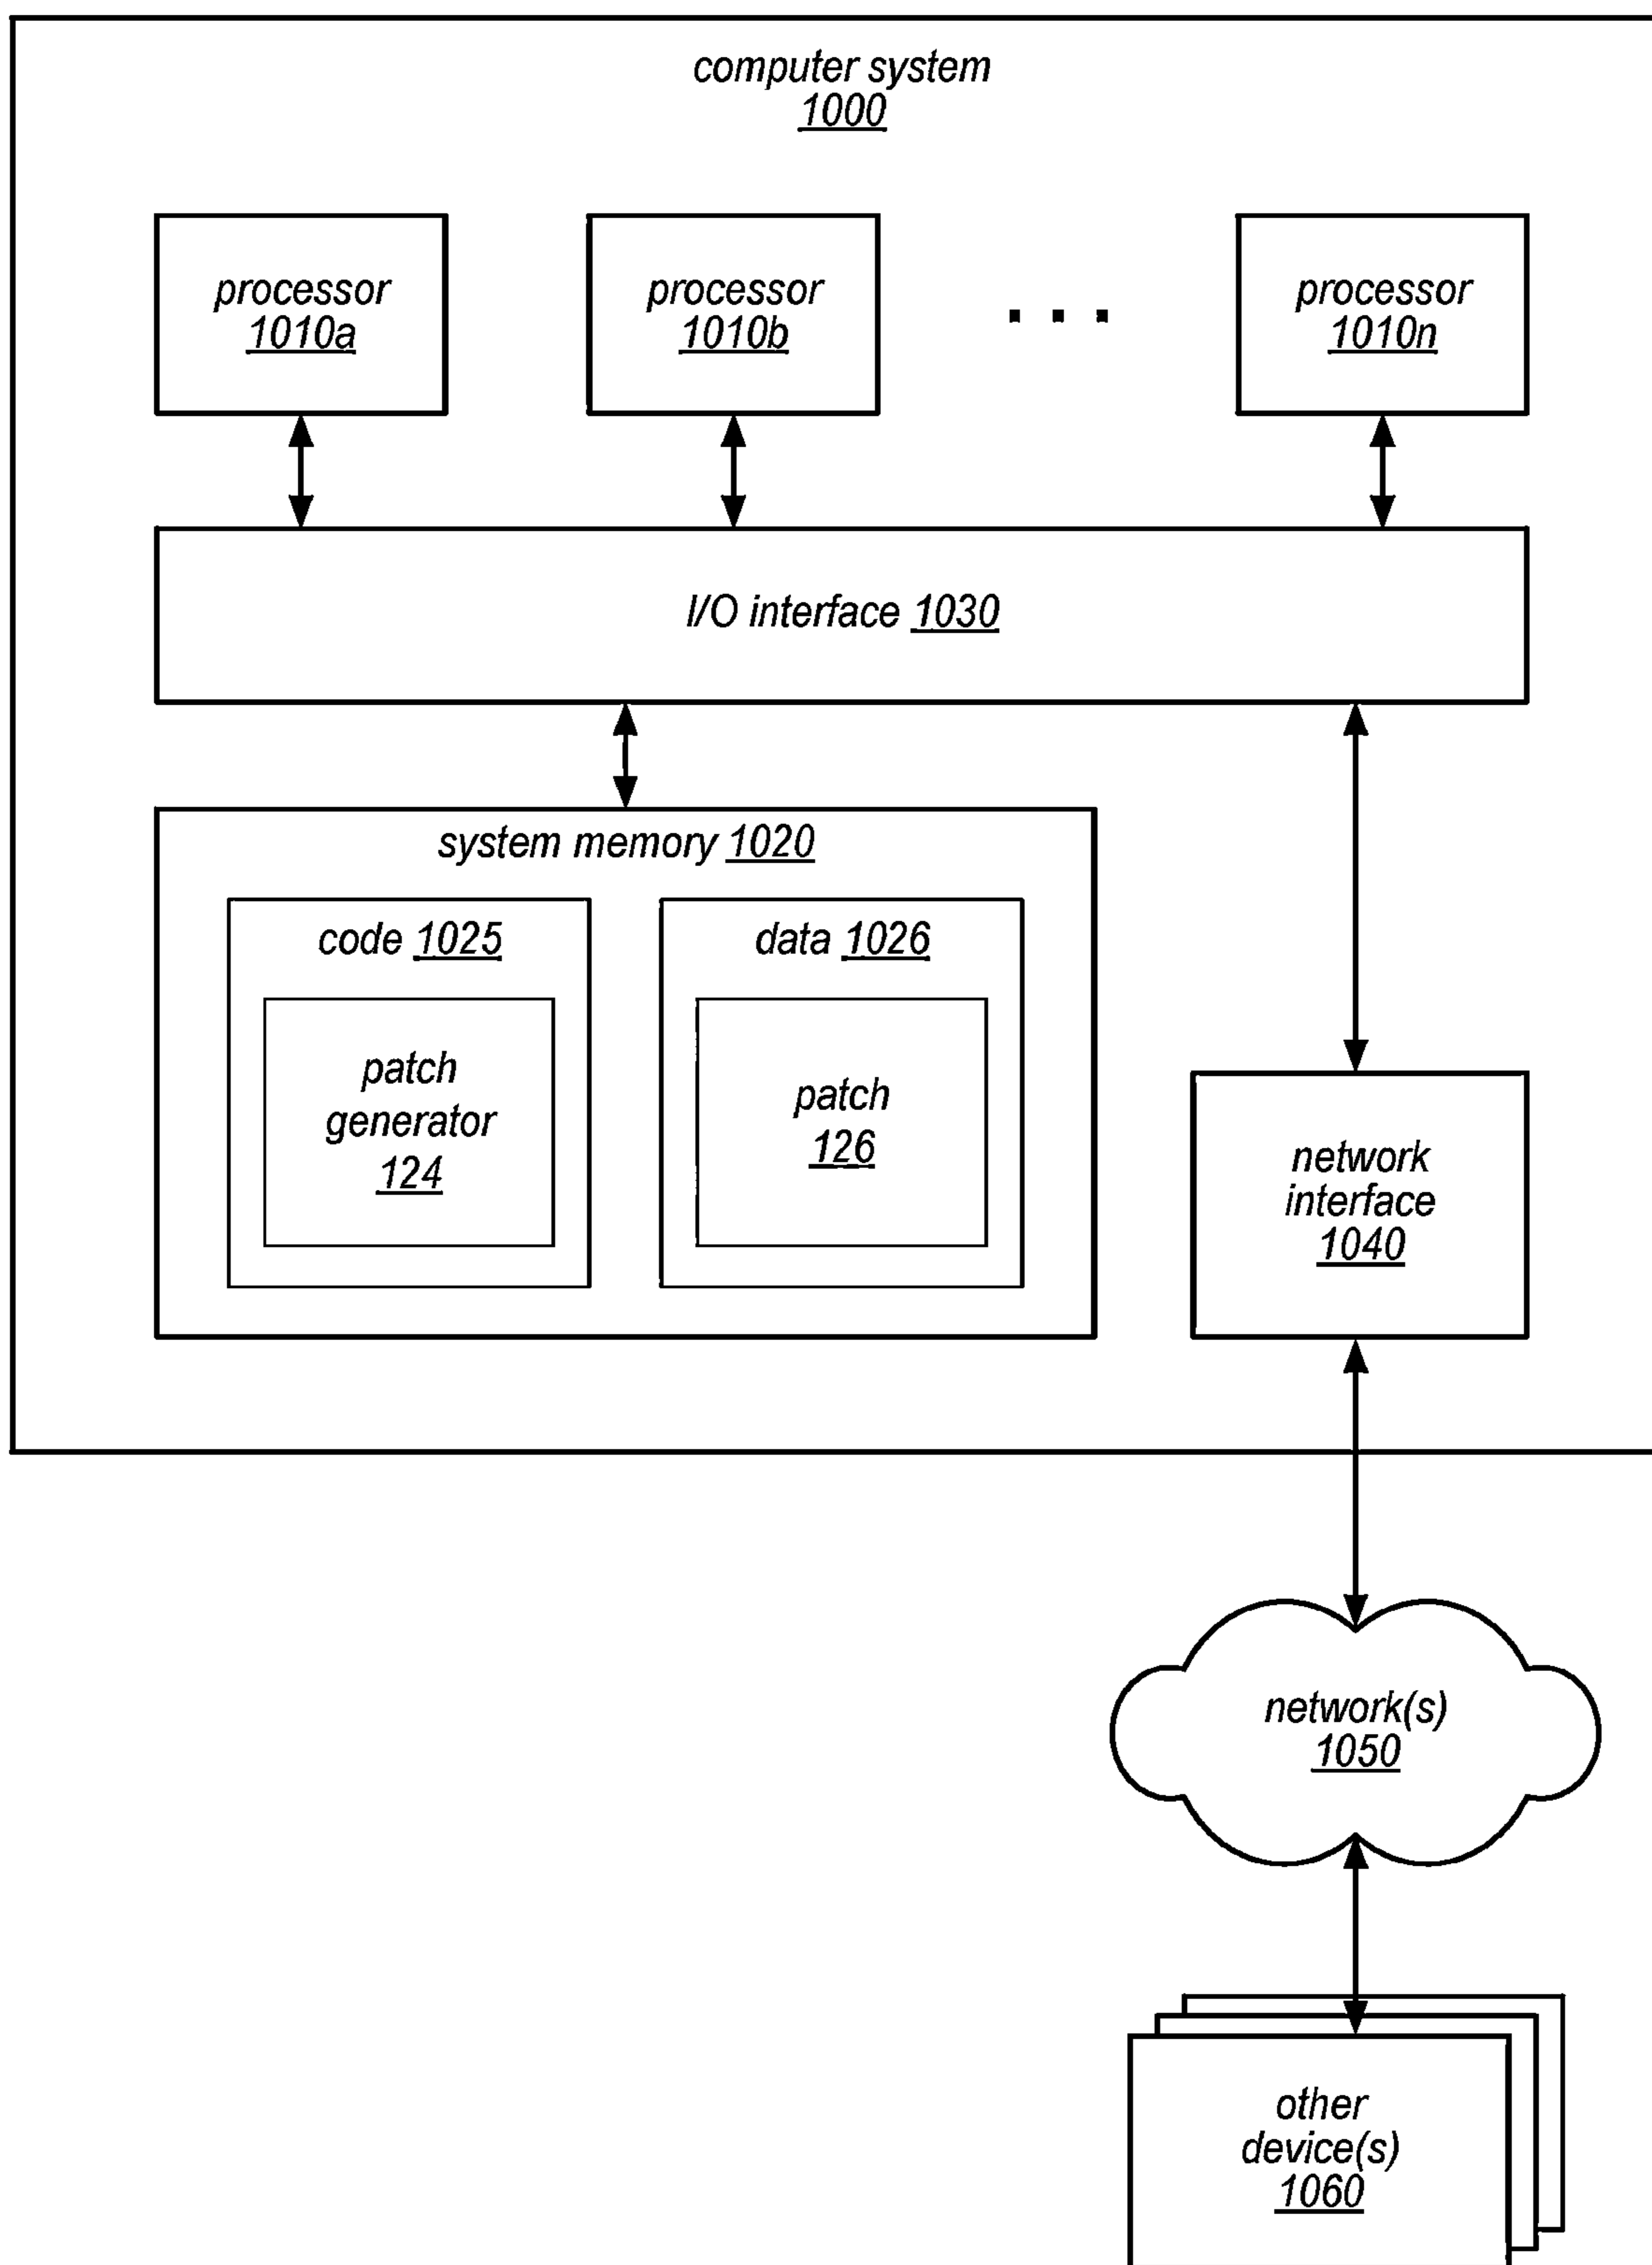 computer system
1000
processor
1010a
processor
1010b
. . .
processor
1010n
I/O interface 1030
system memory 1020
code 1025
patch
generator
124
data 1026
patch
126
network
interface
1040
network(s)
1050
other
device(s)
1060